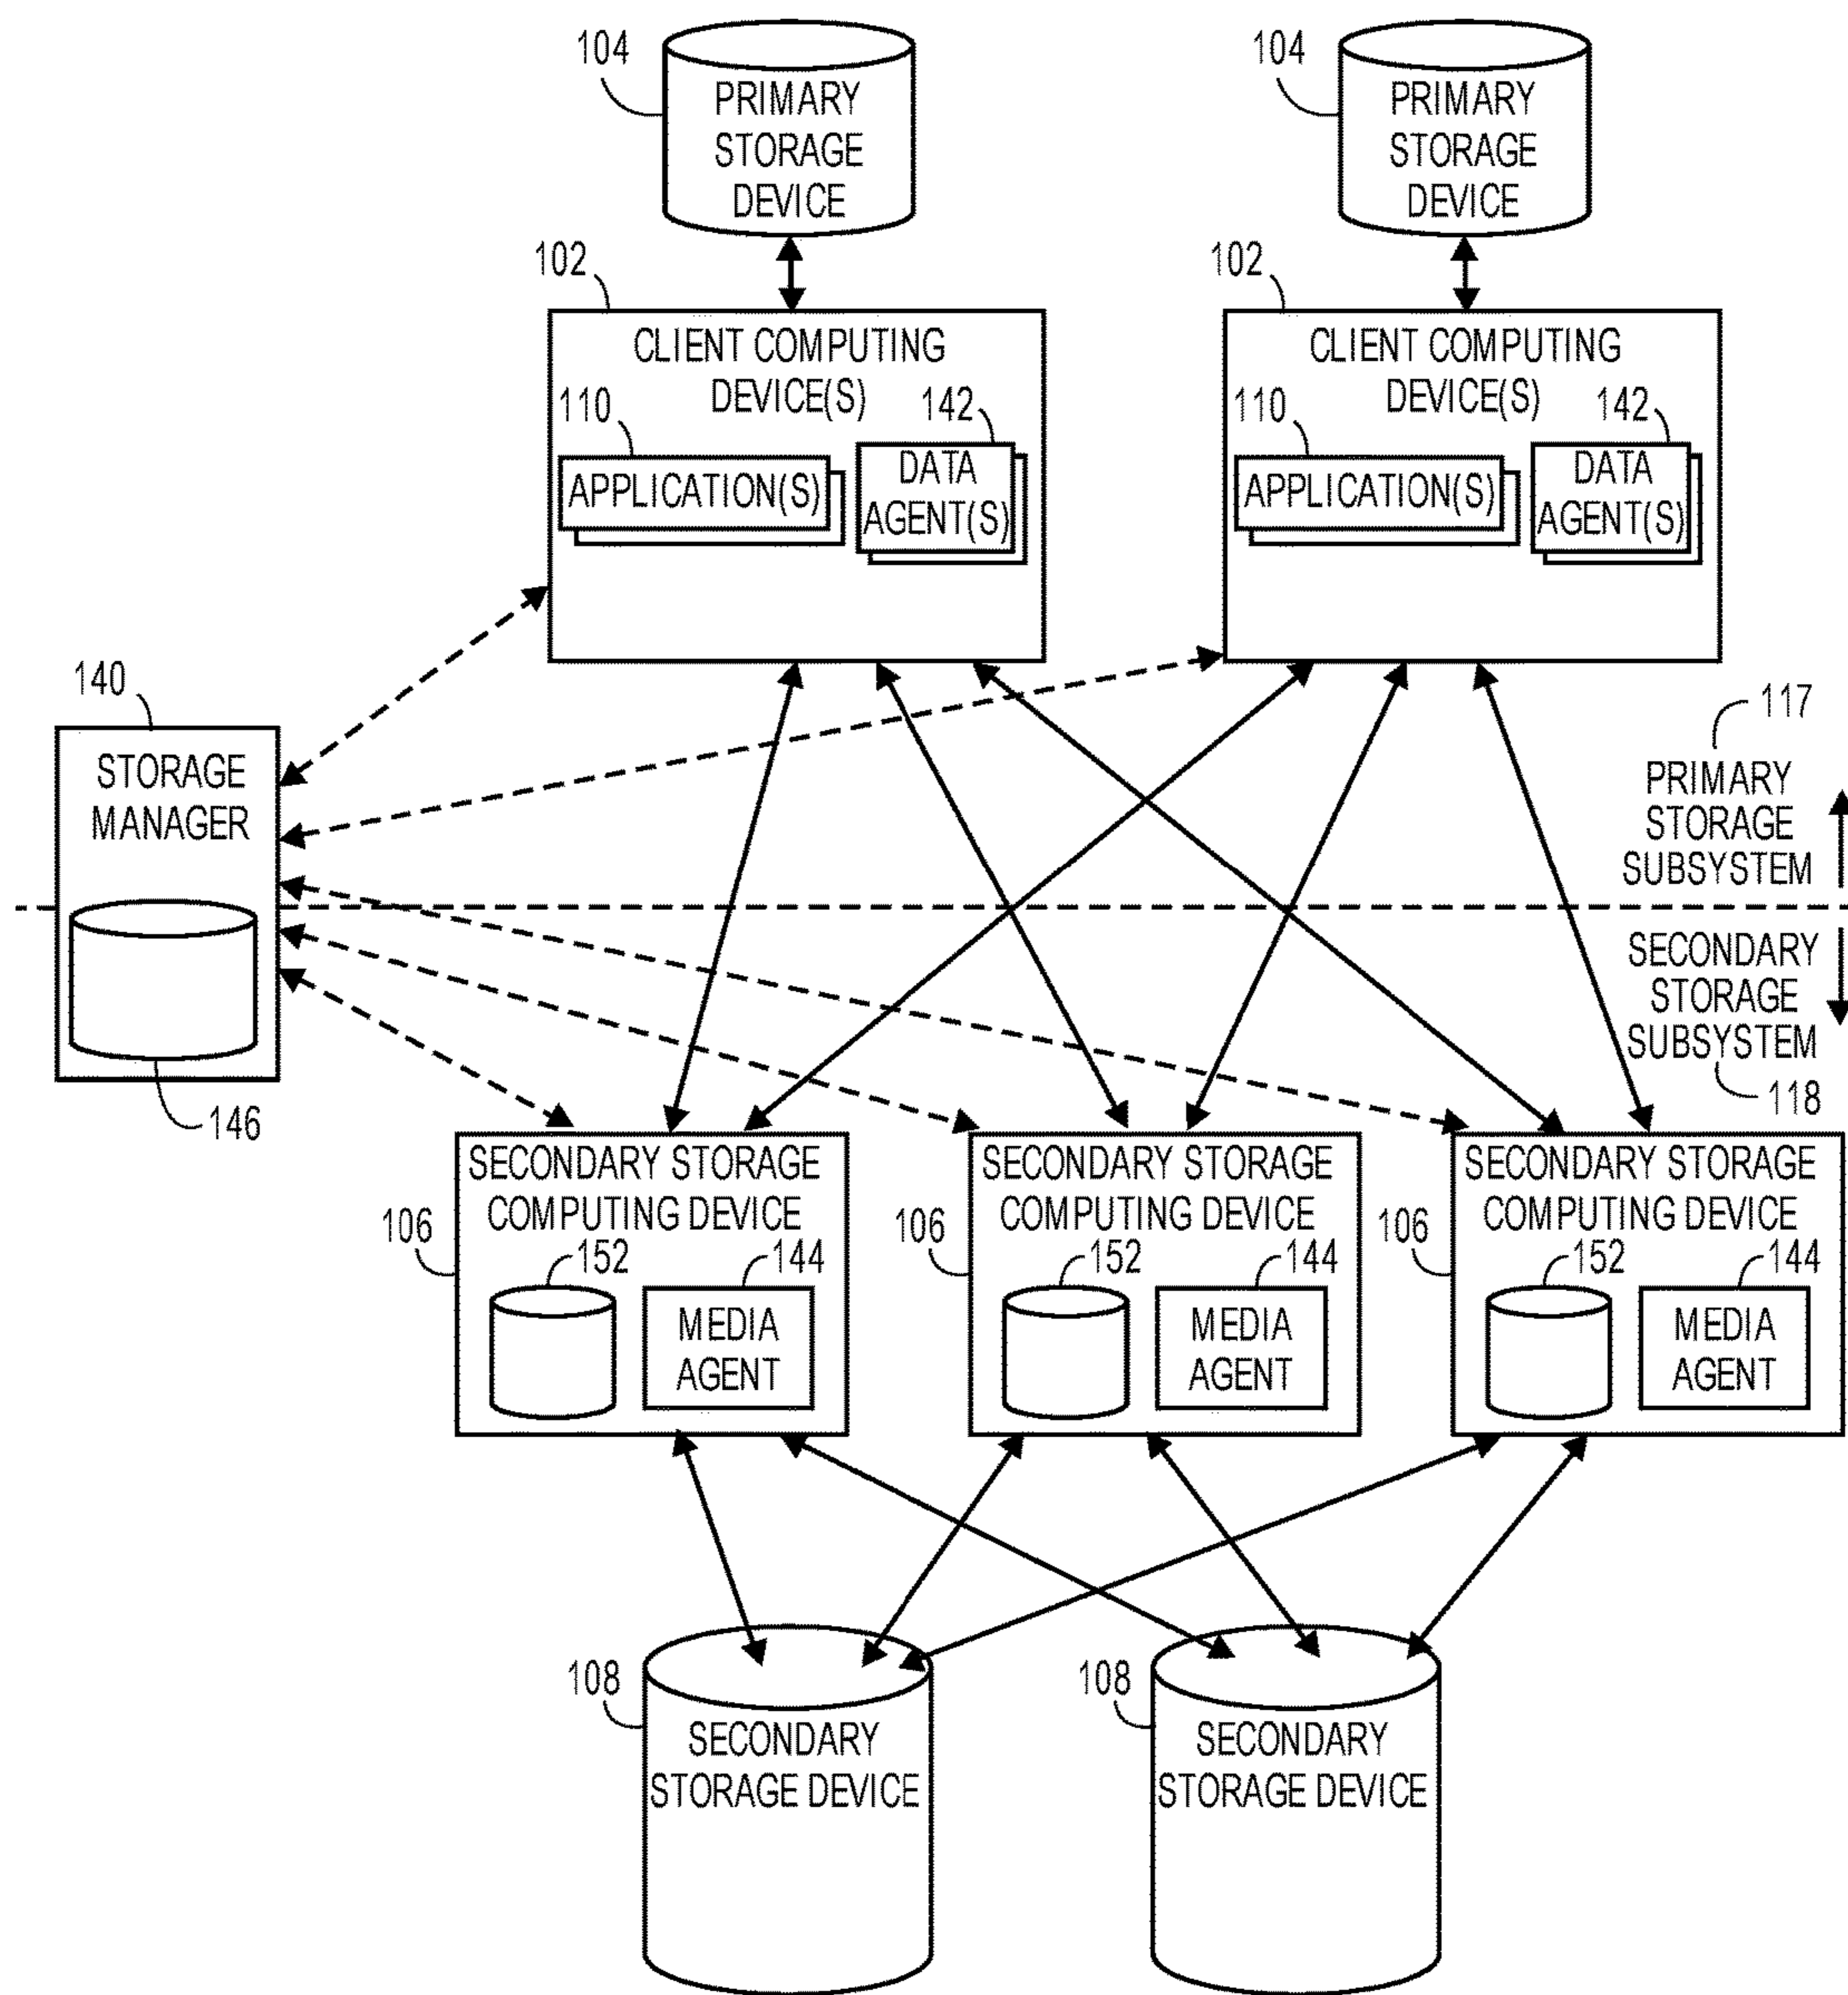 104
PRIMARY
STORAGE
DEVICE
104
PRIMARY
STORAGE
DEVICE
102
CLIENT COMPUTING
DEVICE(S)
110
APPLICATION(S)
142
DATA
AGENT(S)
102
CLIENT COMPUTING
DEVICE(S)
110
APPLICATION(S)
142
DATA
AGENT(S)
140
STORAGE
MANAGER
146
117
PRIMARY
STORAGE
SUBSYSTEM
SECONDARY
STORAGE
SUBSYSTEM
118
106
SECONDARY STORAGE
COMPUTING DEVICE
152
144
MEDIA
AGENT
106
SECONDARY STORAGE
COMPUTING DEVICE
152
144
MEDIA
AGENT
106
SECONDARY STORAGE
COMPUTING DEVICE
152
144
MEDIA
AGENT
108
SECONDARY
STORAGE DEVICE
108
SECONDARY
STORAGE DEVICE